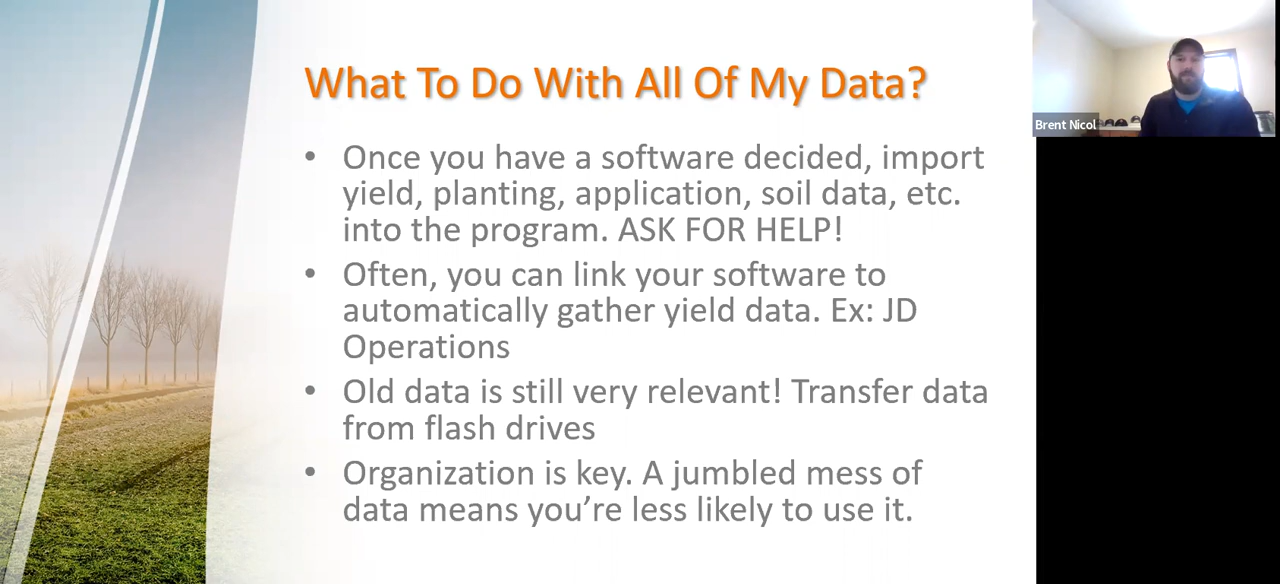 What To Do With All Of My Data?
• Once you have a software decided, import
yield, planting, application, soil data, etc.
into the program. ASK FOR HELP!
• Often, you can link your software to
automatically gather yield data. Ex: JD
Operations
• Old data is still very relevant! Transfer data
from flash drives
• Organization is key. A jumbled mess of
data means you’re less likely to use it.
Brent Nicol